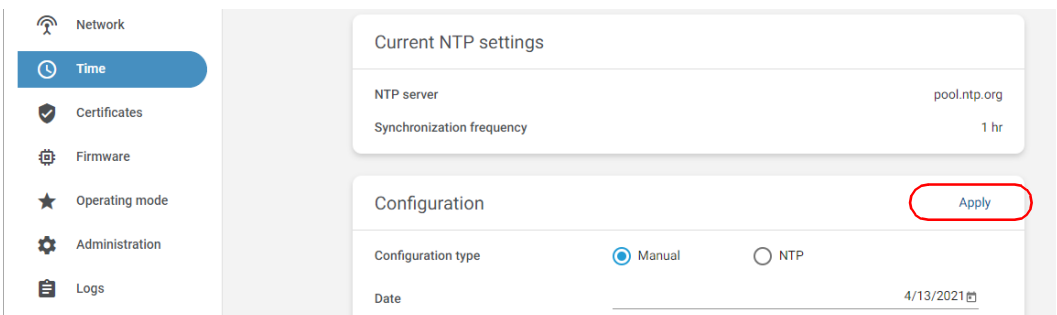 Network
Time
Certificates
Firmware
Operating mode
Administration
Logs
Current NTP settings
NTP server pool.ntp.org
Synchronization frequency 1 hr
Configuration Apply
Configuration type Manual NTP
Date 4/13/2021